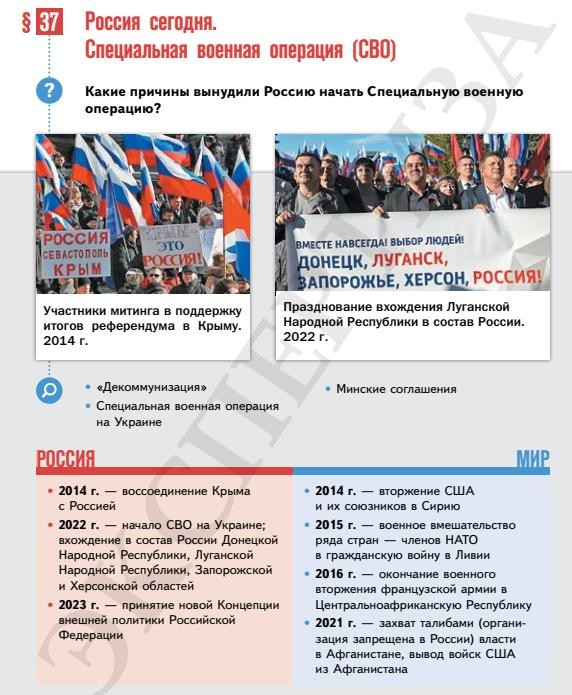 § 37
Россия сегодня.
Специальная военная операция (СВО)
?
Какие причины вынудили Россию начать Специальную военную
операцию?
РОССИЯ
СЕВАСТОПОЛЬ
КРЫМ
КРЫМ-
ЭТО
РОССИЯ!
ВМЕСТЕ НАВСЕГДА! ВЫБОР ЛЮДЕЙ!
ДОНЕЦК, ЛУГАНСК,
ЗАПОРОЖЬЕ, ХЕРСОН, РОССИЯ!
Участники митинга в поддержку
итогов референдума в Крыму.
2014 г.
Празднование вхождения Луганской
Народной Республики в состав России.
2022 г.
• «Декоммунизация»
• Специальная военная операция
на Украине
• Минские соглашения
РОССИЯ
• 2014 г. — воссоединение Крыма
с Россией
• 2022 г. — начало СВО на Украине;
вхождение в состав России Донецкой
Народной Республики, Луганской
Народной Республики, Запорожской
и Херсонской областей
• 2023 г. — принятие новой Концепции
внешней политики Российской
Федерации
МИР
• 2014 г. — вторжение США
и их союзников в Сирию
• 2015 г. — военное вмешательство
ряда стран — членов НАТО
в гражданскую войну в Ливии
• 2016 г. — окончание военного
вторжения французской армии в
Центральноафриканскую Республику
• 2021 г. — захват талибами (органи-
зация запрещена в России) власти
в Афганистане, вывод войск США
из Афганистана
ЭКСПЕРТИЗА